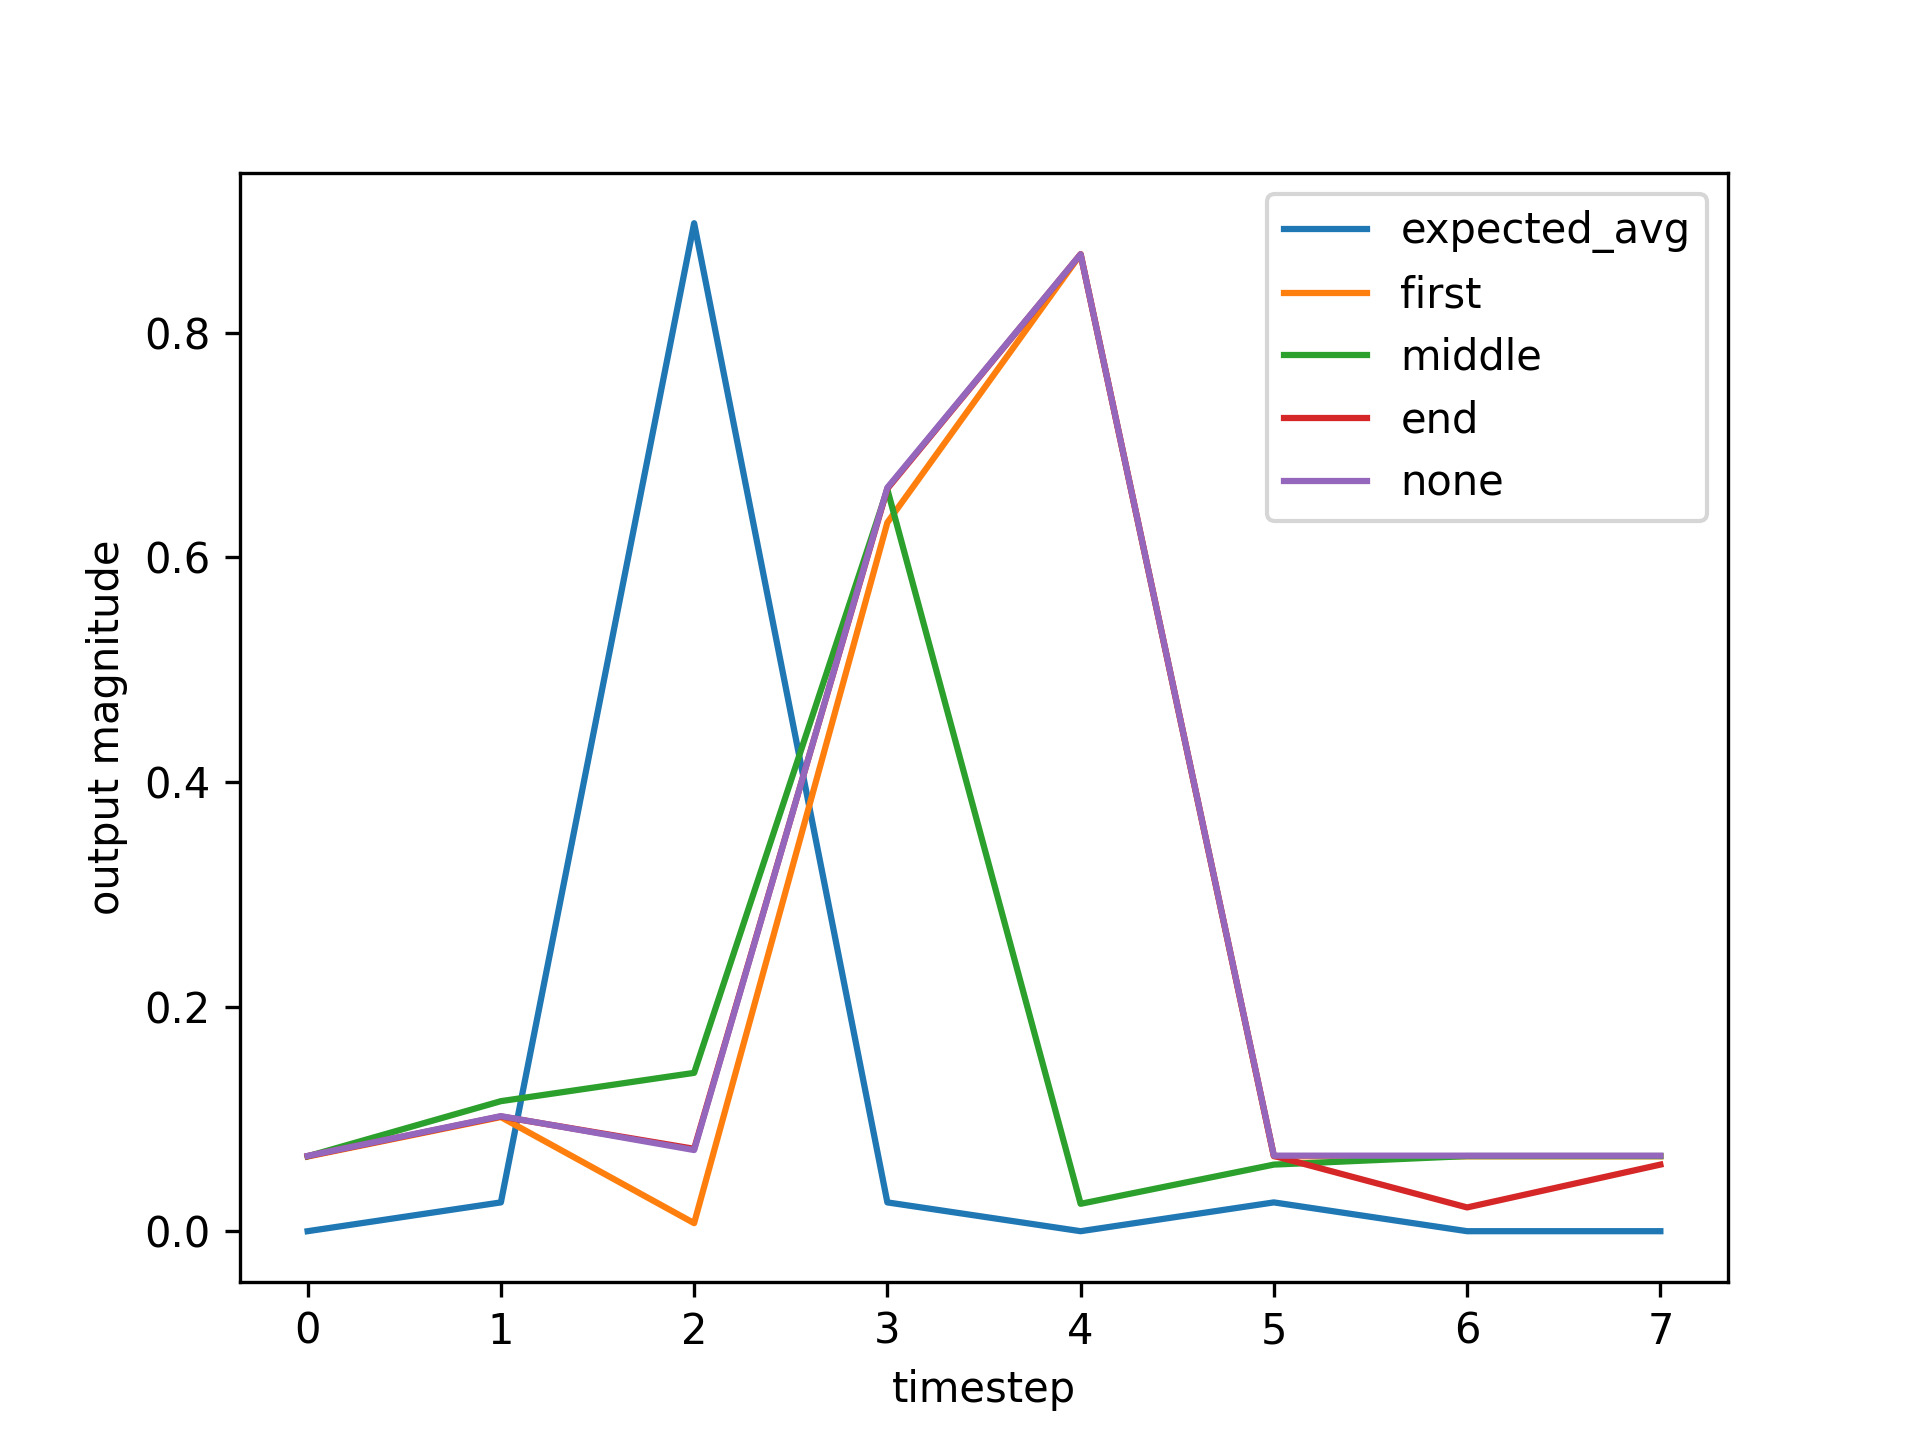 expected_avg
first
middle
end
none
output magnitude
0.8
0.6
0.4
0.2
0.0
0 1 2 3 4 5 6 7
timestep